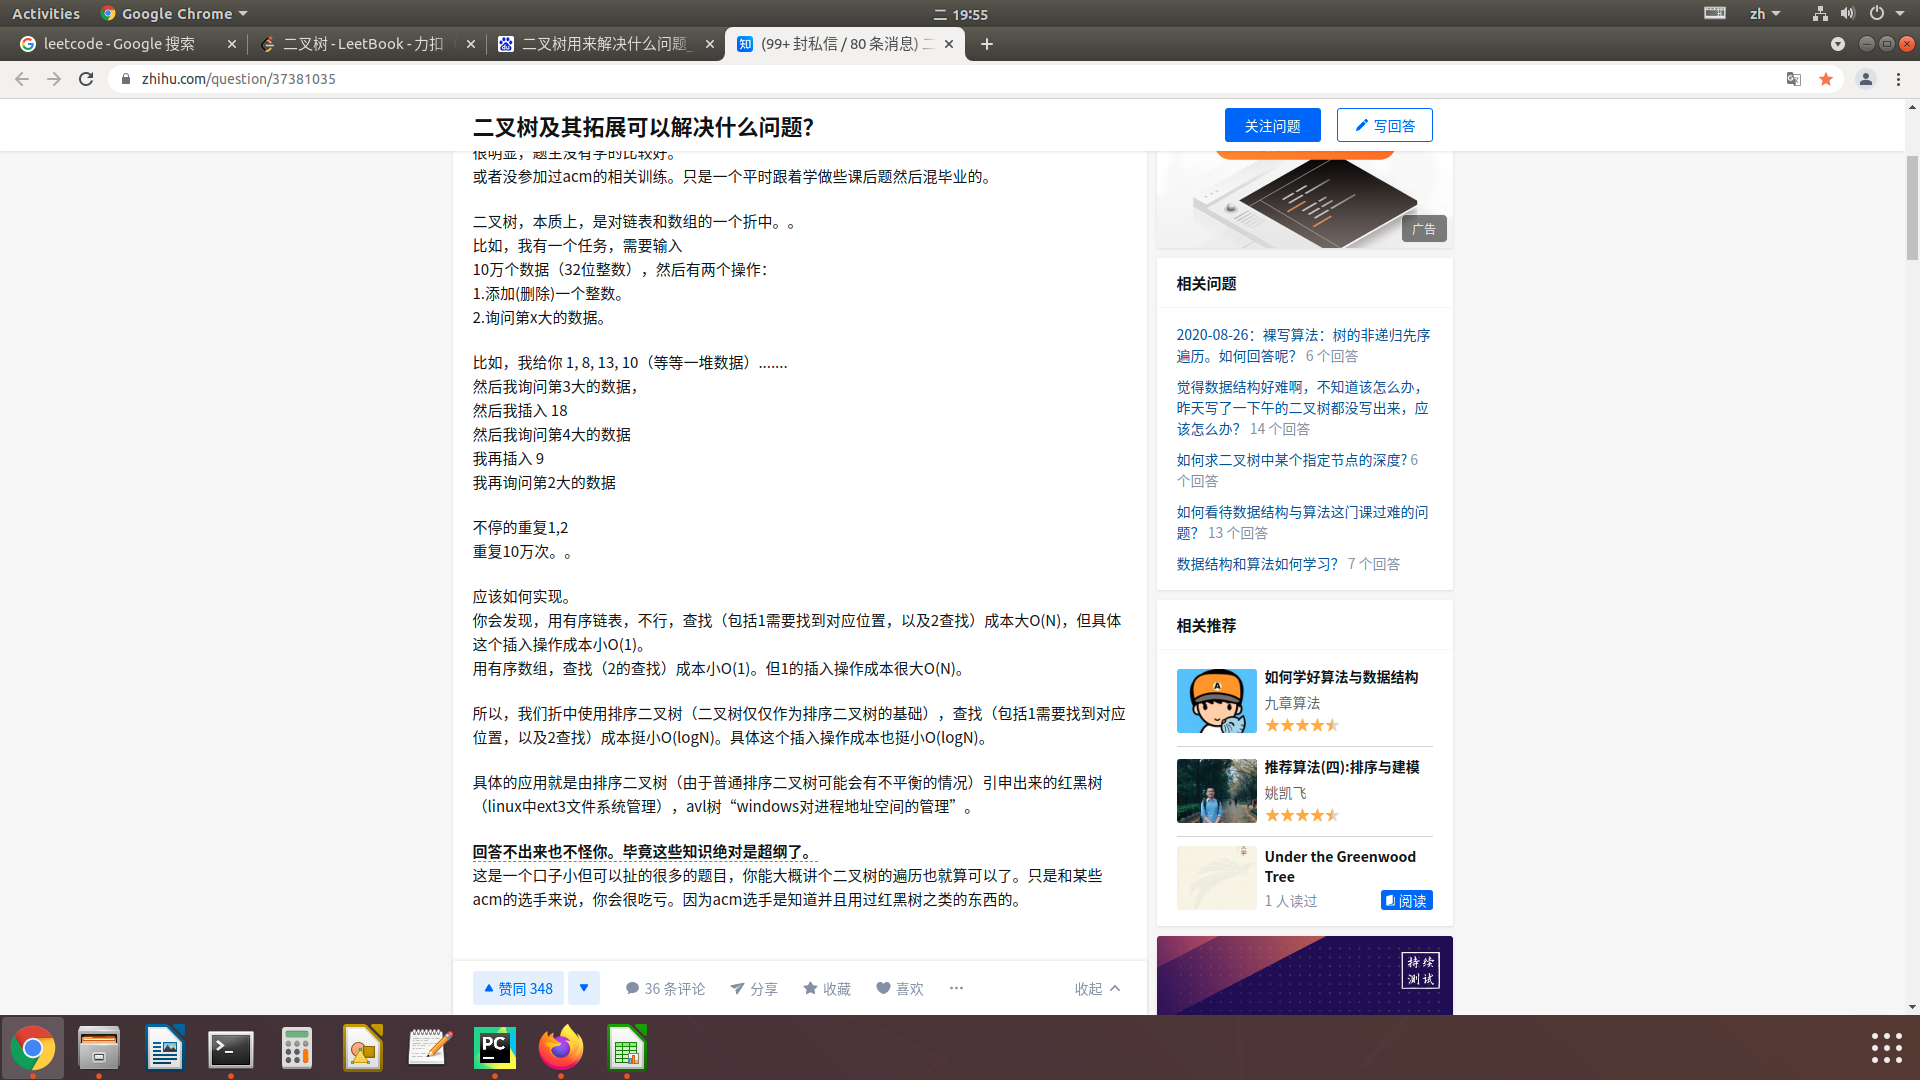 Activities
Google Chrome
二 19:55
zh
leetcode - Google 搜索
二叉树 - LeetBook - 力扣
二叉树用来解决什么问题_
(99+ 封私信 / 80 条消息) 二
zhihu.com/question/37381035
二叉树及其拓展可以解决什么问题？
关注问题
写回答
很明显，题主没有学的比较好。
或者没参加过acm的相关训练。只是一个平时跟着学做些课后题然后混毕业的。
二叉树，本质上，是对链表和数组的一个折中。。
比如，我有一个任务，需要输入
10万个数据（32位整数），然后有两个操作：
1.添加(删除)一个整数。
2.询问第x大的数据。
比如，我给你 1, 8, 13, 10（等等一堆数据）.......
然后我询问第3大的数据，
然后我插入 18
然后我询问第4大的数据
我再插入 9
我再询问第2大的数据
不停的重复1,2
重复10万次。。
应该如何实现。
你会发现，用有序链表，不行，查找（包括1需要找到对应位置，以及2查找）成本大O(N)，但具体
这个插入操作成本小O(1)。
用有序数组，查找（2的查找）成本小O(1)。但1的插入操作成本很大O(N)。
所以，我们折中使用排序二叉树（二叉树仅仅作为排序二叉树的基础），查找（包括1需要找到对应
位置，以及2查找）成本挺小O(logN)。具体这个插入操作成本也挺小O(logN)。
具体的应用就是由排序二叉树（由于普通排序二叉树可能会有不平衡的情况）引申出来的红黑树
（linux中ext3文件系统管理），avl树“windows对进程地址空间的管理”。
回答不出来也不怪你。毕竟这些知识绝对是超纲了。
这是一个口子小但可以扯的很多的题目，你能大概讲个二叉树的遍历也就算可以了。只是和某些
acm的选手来说，你会很吃亏。因为acm选手是知道并且用过红黑树之类的东西的。
赞同 348
36 条评论
分享
收藏
喜欢
收起
广告
相关问题
2020-08-26：裸写算法：树的非递归先序
遍历。如何回答呢？ 6 个回答
觉得数据结构好难啊，不知道该怎么办，
昨天写了一下午的二叉树都没写出来，应
该怎么办？ 14 个回答
如何求二叉树中某个指定节点的深度? 6
个回答
如何看待数据结构与算法这门课过难的问
题？ 13 个回答
数据结构和算法如何学习？ 7 个回答
相关推荐
如何学好算法与数据结构
九章算法
推荐算法(四):排序与建模
姚凯飞
Under the Greenwood
Tree
1 人读过
阅读
持续
测试
PC